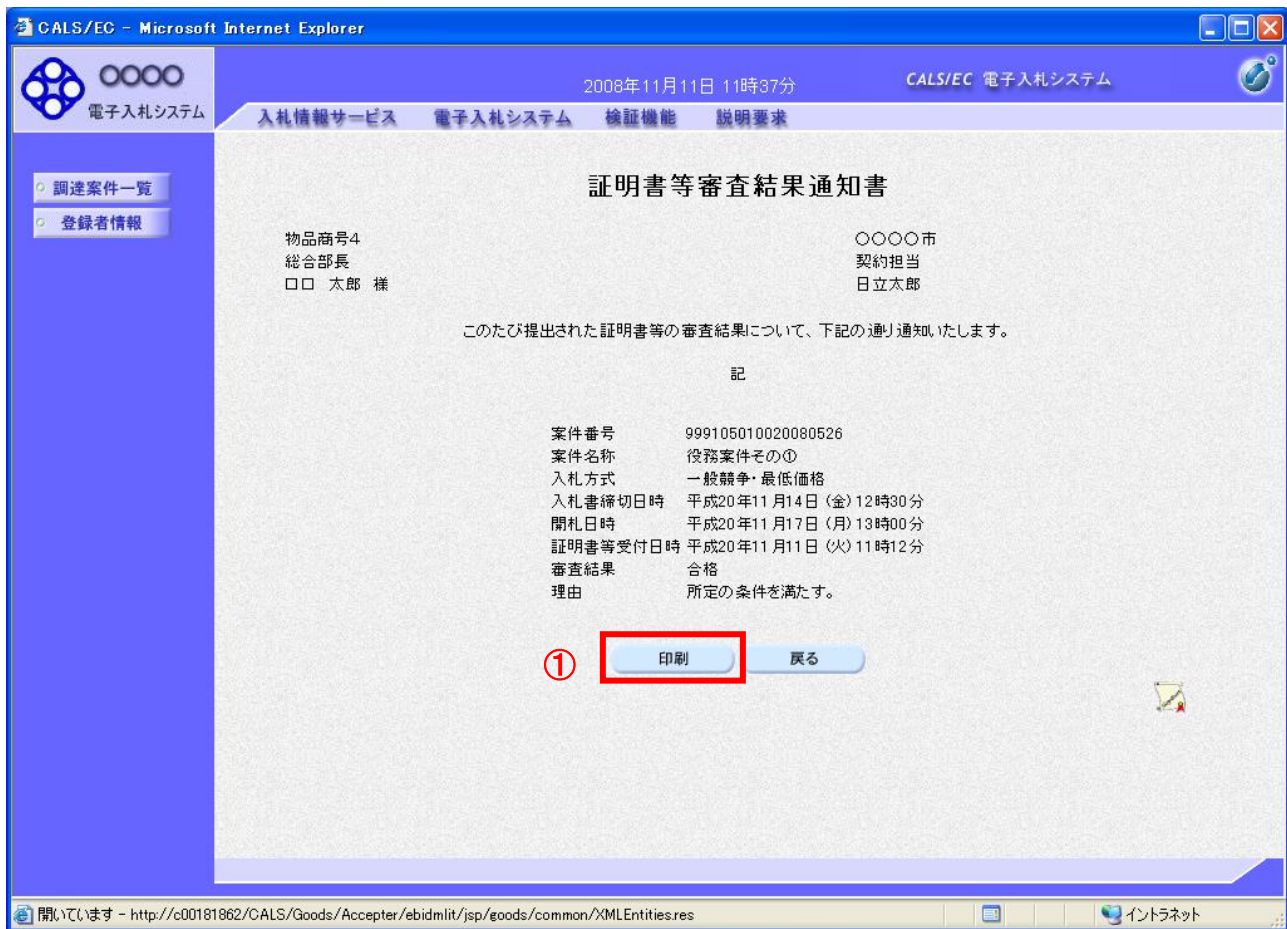 CALS/EC - Microsoft Internet Explorer
○○○○
電子入札システム
2008年11月11日 11時37分
CALS/EC 電子入札システム
入札情報サービス 電子入札システム 検証機能 説明要求
調達案件一覧
登録者情報
証明書等審査結果通知書
物品商号4
総合部長
口口 太郎 様
○○○○市
契約担当
日立太郎
このたび提出された証明書等の審査結果について、下記の通り通知いたします。
記
案件番号 999105010020080526
案件名称 役務案件その①
入札方式 一般競争・最低価格
入札書締切日時 平成20年11月14日（金）12時30分
開札日時 平成20年11月17日（月）13時00分
証明書等受付日時 平成20年11月11日（火）11時12分
審査結果 合格
理由 所定の条件を満たす。
① 印刷 戻る
開いています - http://c00181862/CALS/Goods/Accepter/ebidmlit/jsp/goods/common/XMLEntities.res
イントラネット